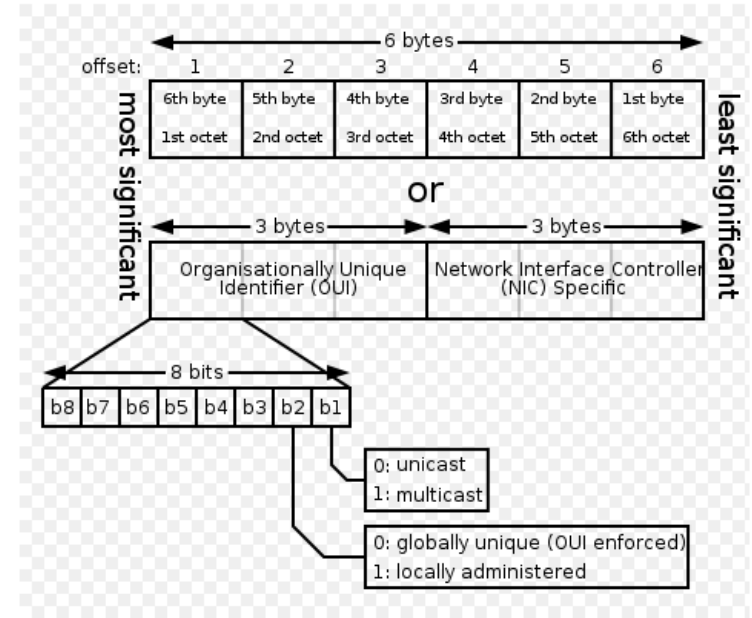 6 bytes
offset: 1 2 3 4 5 6
most significant
6th byte 5th byte 4th byte 3rd byte 2nd byte 1st byte
1st octet 2nd octet 3rd octet 4th octet 5th octet 6th octet
least significant
or
3 bytes 3 bytes
Organisationally Unique
Identifier (OUI)
Network Interface Controller
(NIC) Specific
8 bits
b8 b7 b6 b5 b4 b3 b2 b1
0: unicast
1: multicast
0: globally unique (OUI enforced)
1: locally administered